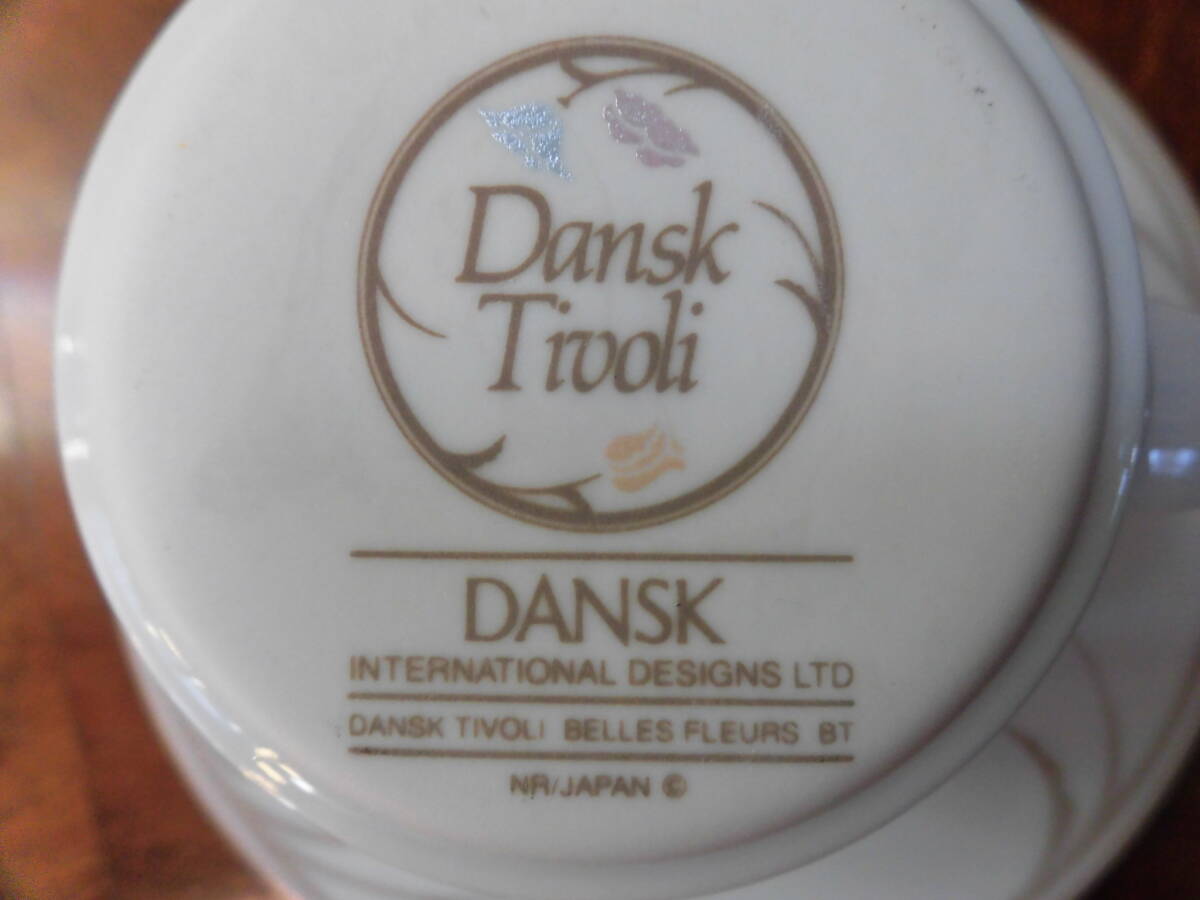 Dansk
Tivoli
DANSK
INTERNATIONAL DESIGNS LTD
DANSK TIVOLI BELLES FLEURS BT
NR/JAPAN ©